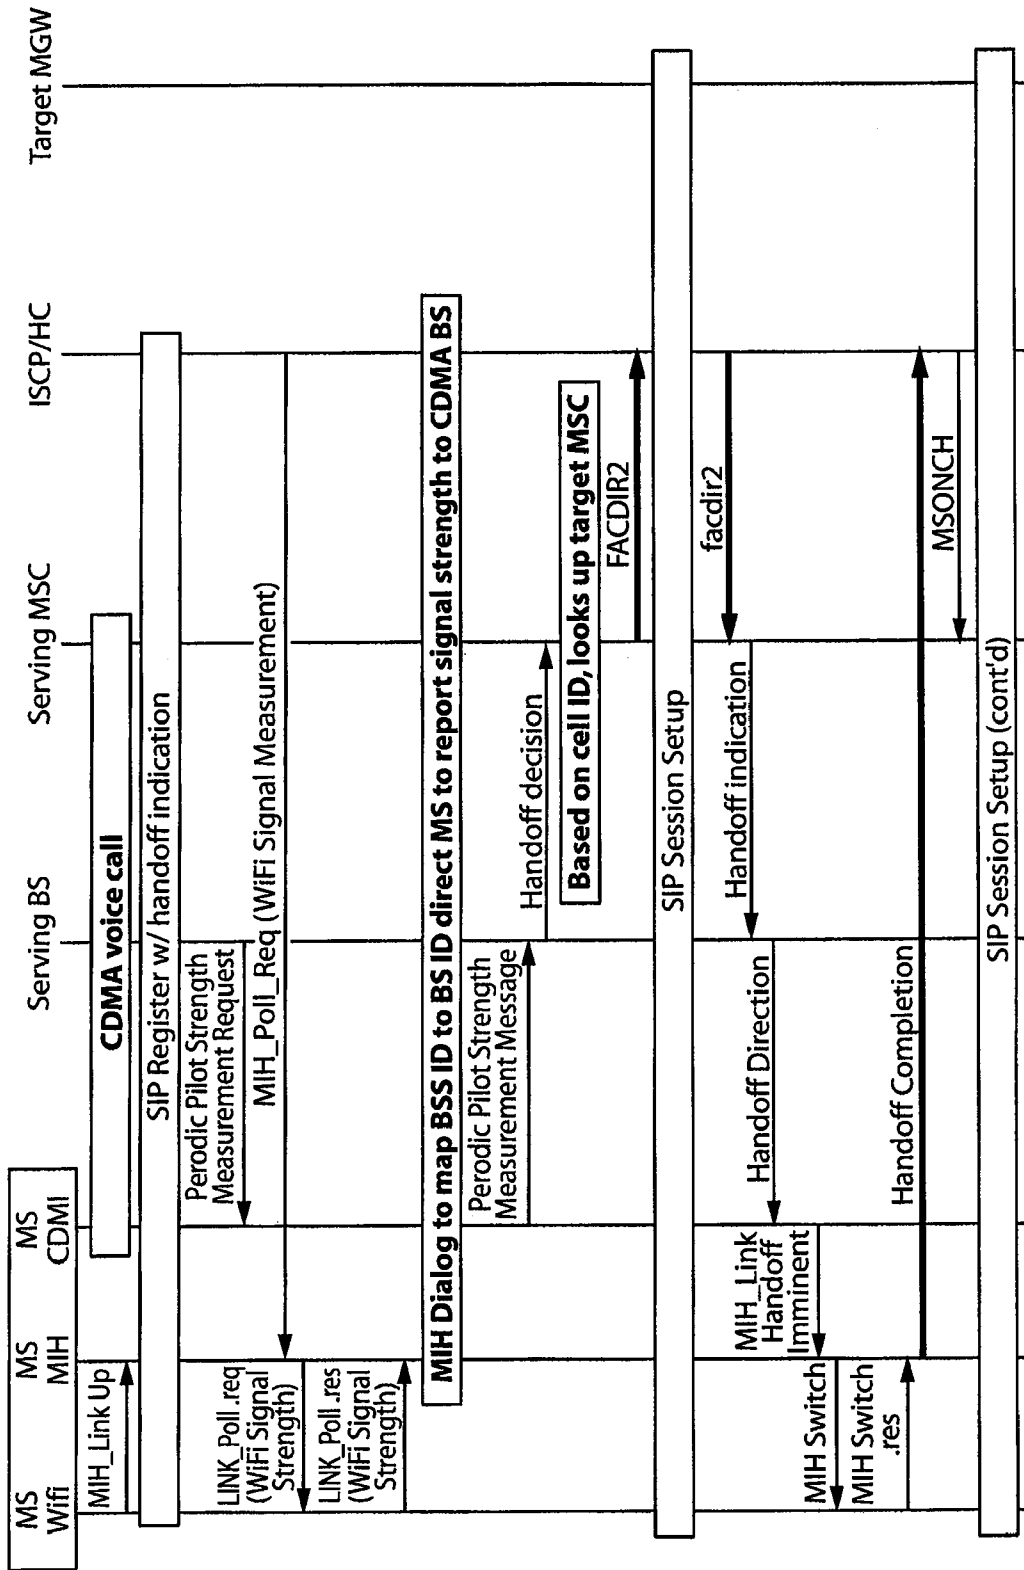 MS
Wifi
MS
MIH
MS
CDMI
Serving BS
Serving MSC
ISCP/HC
Target MGW
MIH_Link Up
CDMA voice call
SIP Register w/ handoff indication
Perodic Pilot Strength
Measurement Request
MIH_Poll_Req (WiFi Signal Measurement)
LINK_Poll .req
(WiFi Signal
Strength)
LINK_Poll .res
(WiFi Signal
Strength)
MIH Dialog to map BSS ID to BS ID direct MS to report signal strength to CDMA BS
Perodic Pilot Strength
Measurement Message
Handoff decision
Based on cell ID, looks up target MSC
FACDIR2
SIP Session Setup
facdir2
Handoff indication
Handoff Direction
MIH_Link
Handoff
Imminent
MIH Switch
MIH Switch
.res
Handoff Completion
MSONCH
SIP Session Setup (cont'd)